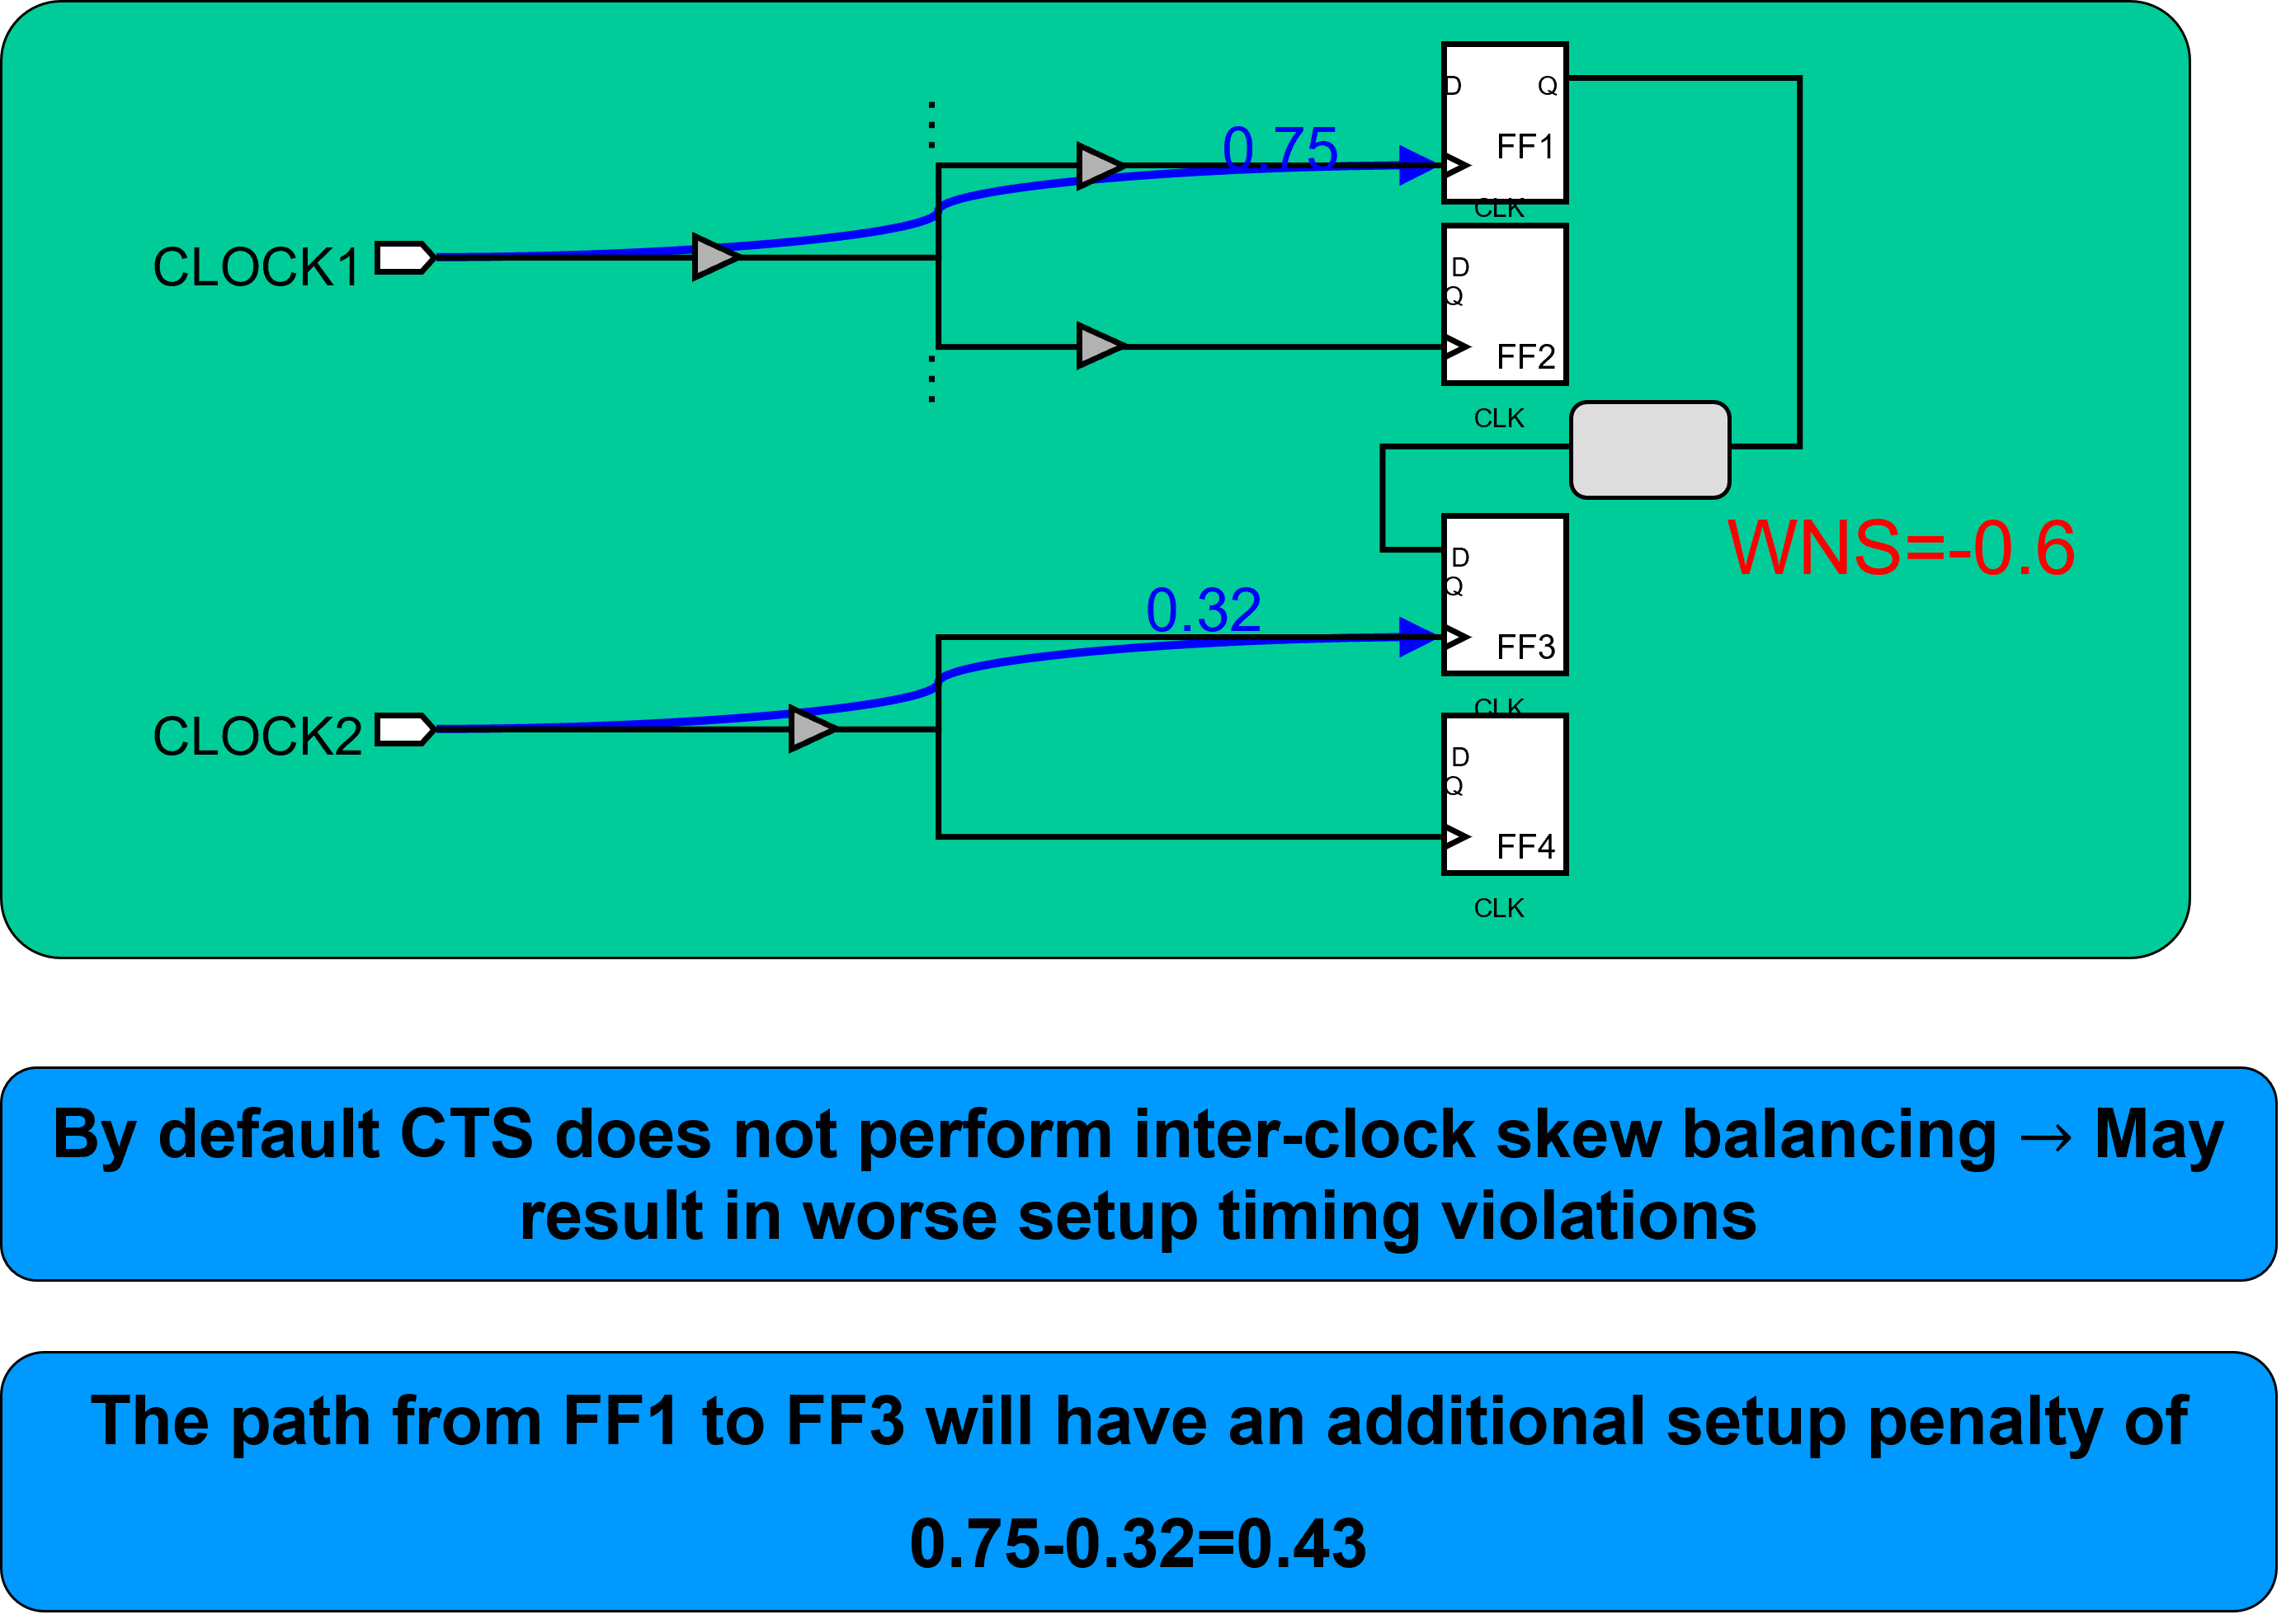 D Q
0.75
FF1
CLK
CLOCK1
D
Q
FF2
CLK
WNS=-0.6
D
Q
0.32
FF3
CLK
CLOCK2
D
Q
FF4
CLK
By default CTS does not perform inter-clock skew balancing → May
result in worse setup timing violations
The path from FF1 to FF3 will have an additional setup penalty of
0.75-0.32=0.43